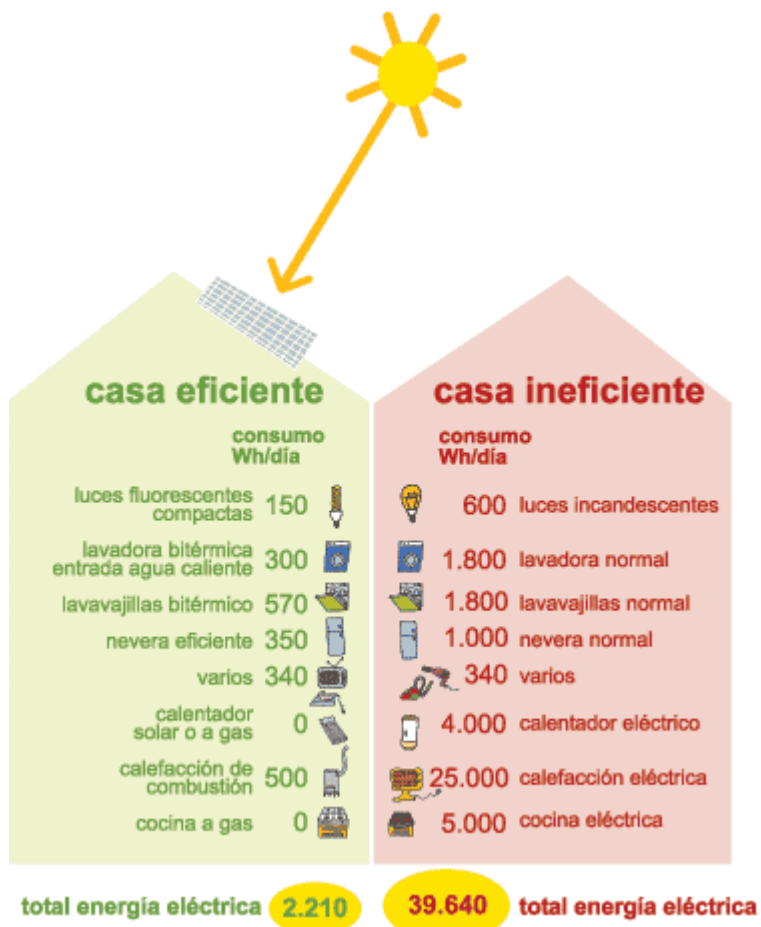 casa eficiente
consumo
Wh/día
luces fluorescentes
compactas 150
lavadora bitérmica
entrada agua caliente 300
lavavajillas bitérmico 570
nevera eficiente 350
varios 340
calentador
solar o a gas 0
calefacción de
combustión 500
cocina a gas 0
total energía eléctrica 2.210
casa ineficiente
consumo
Wh/día
600 luces incandescentes
1.800 lavadora normal
1.800 lavavajillas normal
1.000 nevera normal
340 varios
4.000 calentador eléctrico
25.000 calefacción eléctrica
5.000 cocina eléctrica
39.640 total energía eléctrica